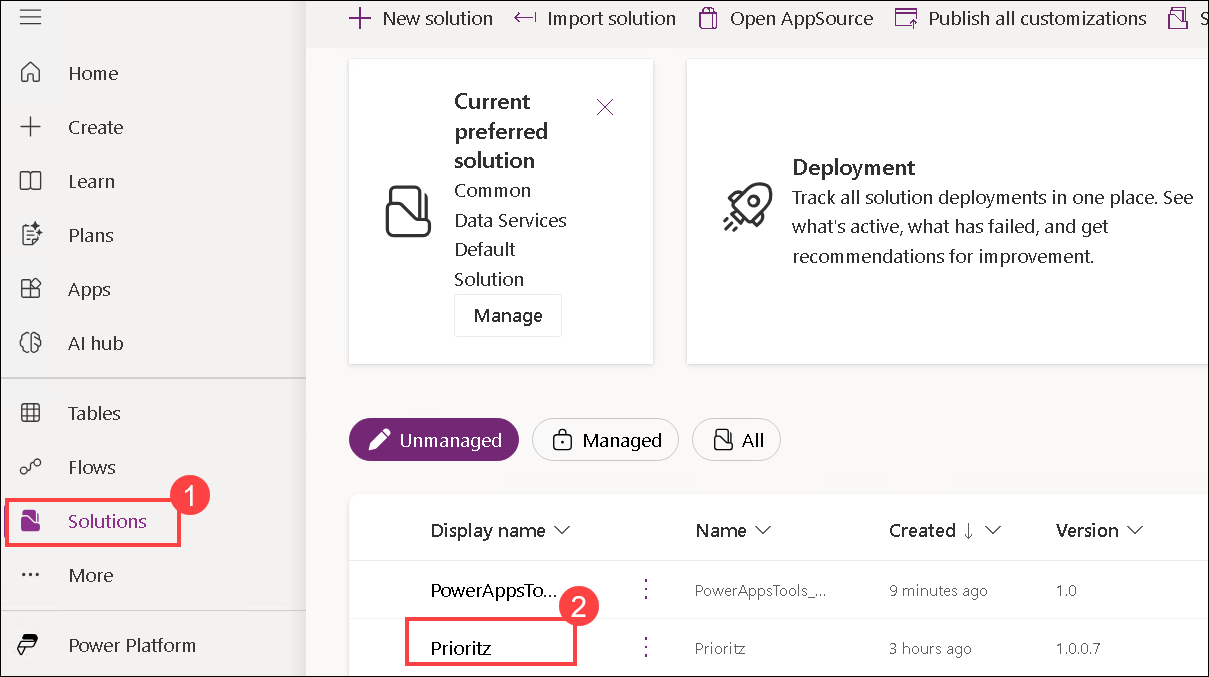 New solution Import solution Open AppSource Publish all customizations
Home
Create
Learn
Plans
Apps
AI hub
Tables
Flows
1
Solutions
More
Power Platform
Current
preferred
solution
Common
Data Services
Default
Solution
Manage
Deployment
Track all solution deployments in one place. See
what's active, what has failed, and get
recommendations for improvement.
Unmanaged Managed All
Display name Name Created Version
PowerAppsTo... PowerAppsTools_... 9 minutes ago 1.0
2
Prioritz Prioritz 3 hours ago 1.0.0.7